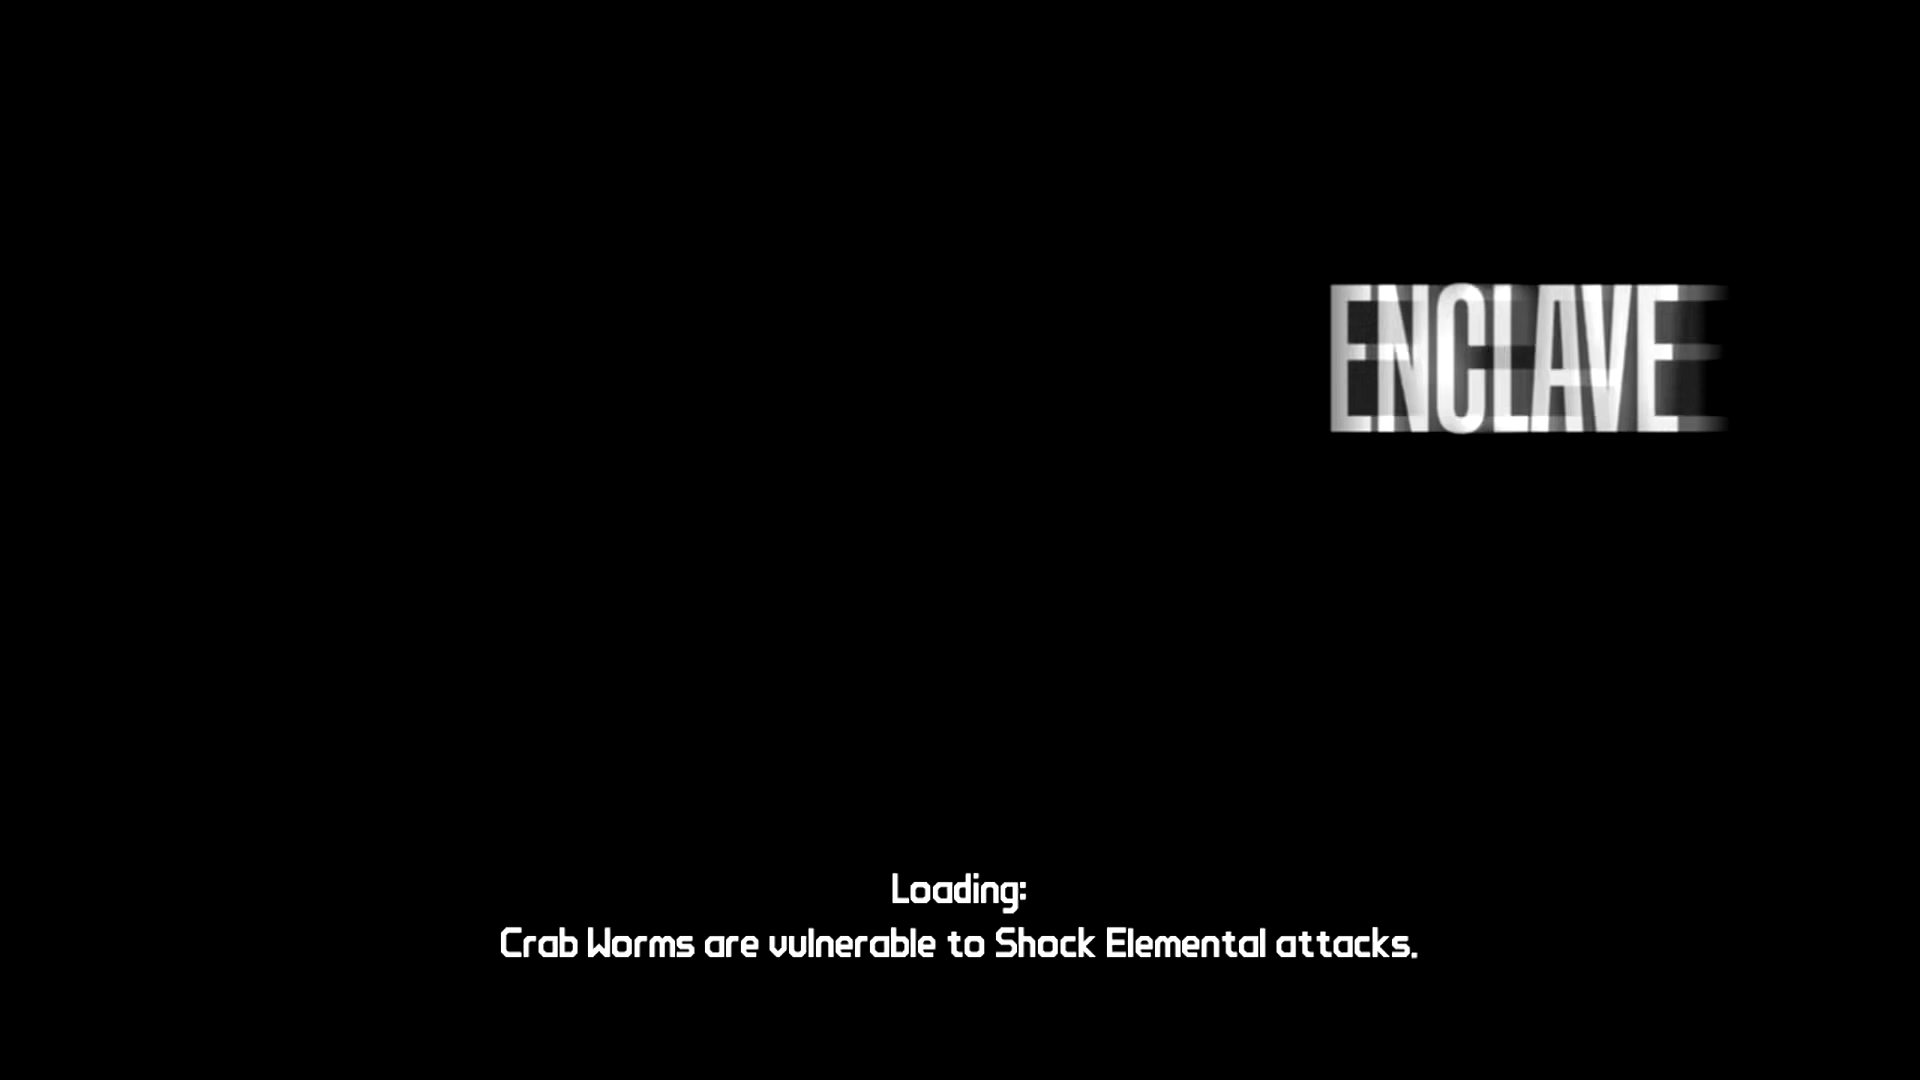 ENCLAVE
Loading:
Crab Worms are vulnerable to Shock Elemental attacks.